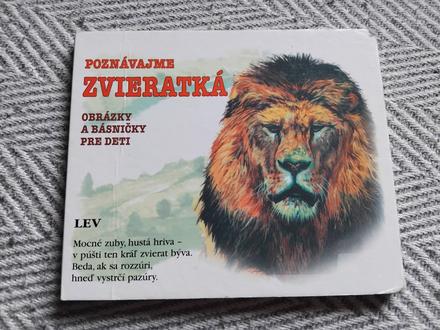 POZNÁVAJME
ZVIERATKÁ
OBRÁZKY
A BÁSNIČKY
PRE DETI
LEV
Mocné zuby, hustá hriva –
v púšti ten kráľ zvierat býva.
Beda, ak sa rozzúri,
hneď vystrčí pazúry.